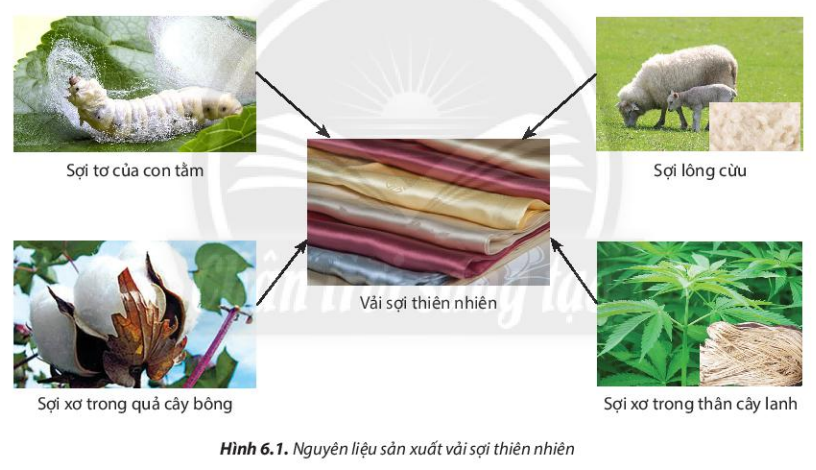 Sợi tơ của con tằm
Sợi lông cừu
Vải sợi thiên nhiên
Sợi xơ trong quả cây bông
Sợi xơ trong thân cây lanh
Hình 6.1. Nguyên liệu sản xuất vải sợi thiên nhiên